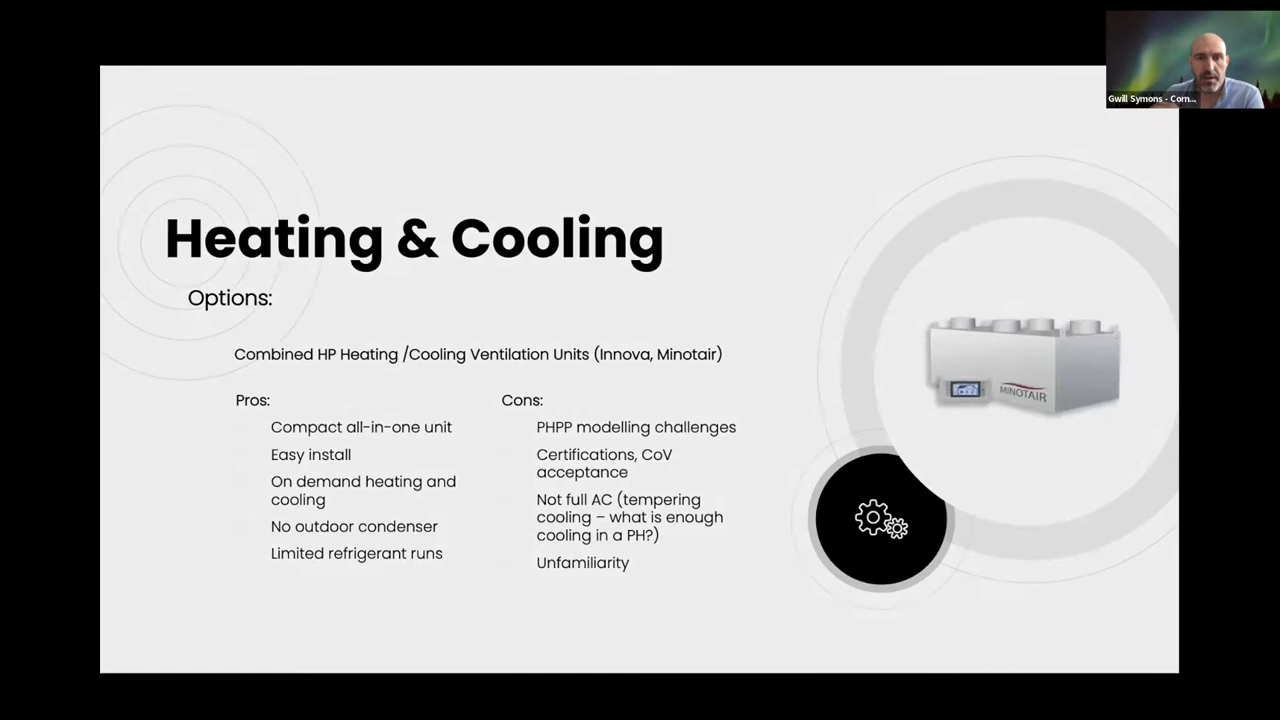 Gwill Symons - Corn...
Heating & Cooling
Options:
Combined HP Heating /Cooling Ventilation Units (Innova, Minotair)
Pros:
Compact all-in-one unit
Easy install
On demand heating and
cooling
No outdoor condenser
Limited refrigerant runs
Cons:
PHPP modelling challenges
Certifications, CoV
acceptance
Not full AC (tempering
cooling – what is enough
cooling in a PH?)
Unfamiliarity
MINOTAIR